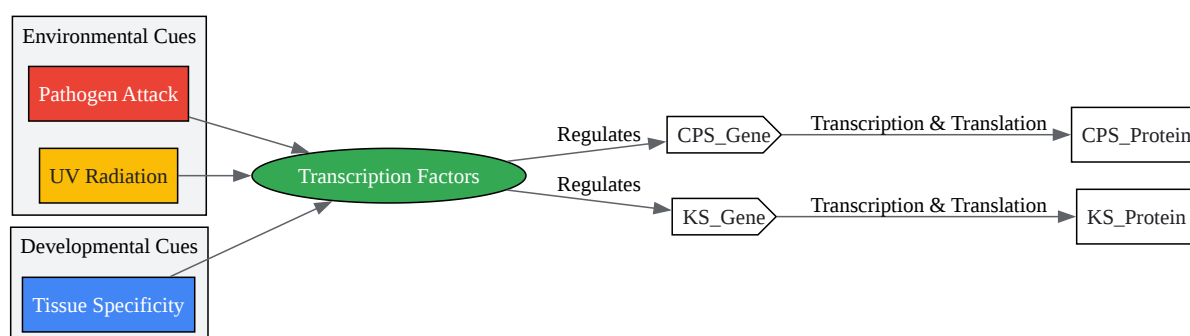 Environmental Cues
Pathogen Attack
UV Radiation
Developmental Cues
Tissue Specificity
Transcription Factors
Regulates
Regulates
CPS_Gene
KS_Gene
Transcription & Translation
Transcription & Translation
CPS_Protein
KS_Protein